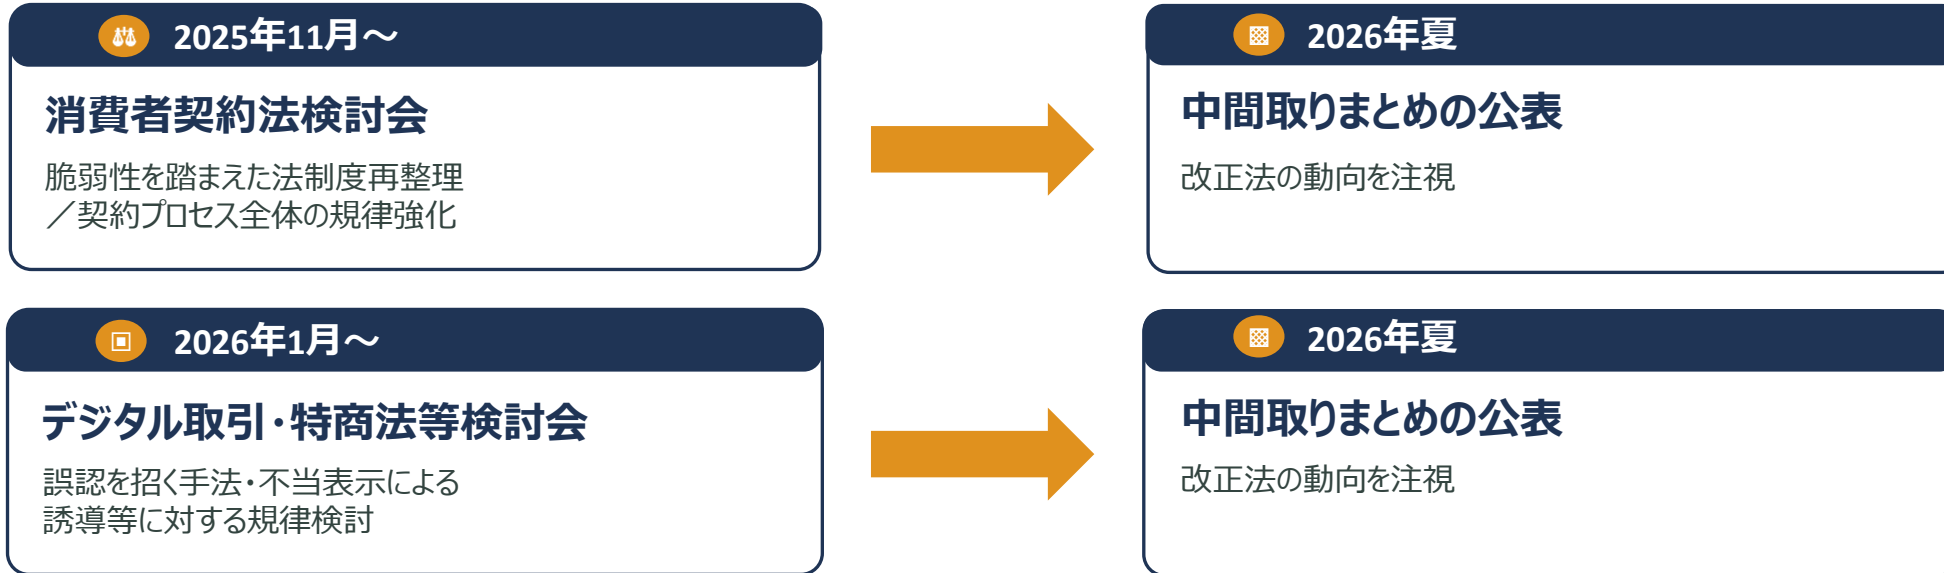 2025年11月～
消費者契約法検討会
脆弱性を踏まえた法制度再整理
／契約プロセス全体の規律強化
2026年夏
中間取りまとめの公表
改正法の動向を注視
2026年1月～
デジタル取引・特商法等検討会
誤認を招く手法・不当表示による
誘導等に対する規律検討
2026年夏
中間取りまとめの公表
改正法の動向を注視